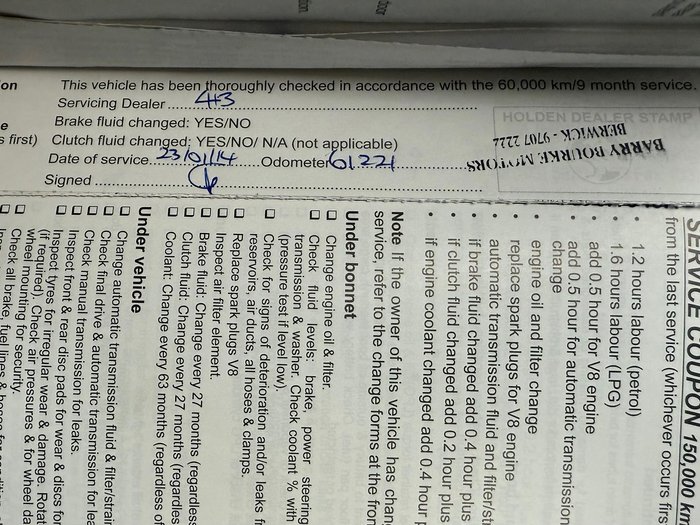 This vehicle has been thoroughly checked in accordance with the 60,000 km/9 month service.
Servicing Dealer 443
Brake fluid changed: YES/NO
Clutch fluid changed: YES/NO/ N/A (not applicable)
Date of service 23/01/14 Odometer 61221
Signed
on
e
s first)
HOLDEN DEALER STAMP
BARRY BOURKE MOTORS
BERWICK - 9707 2222
SERVICE COUPON 150,000 km
from the last service (whichever occurs firs
• 1.2 hours labour (petrol)
• 1.6 hours labour (LPG)
• add 0.5 hour for V8 engine
• add 0.5 hour for automatic transmission
change
• engine oil and filter change
• replace spark plugs for V8 engine
• automatic transmission fluid and filter/st
• if brake fluid changed add 0.4 hour plus
• if clutch fluid changed add 0.2 hour plus
• if engine coolant changed add 0.4 hour p
Note If the owner of this vehicle has chan
service, refer to the change forms at the fron
Under bonnet
Change engine oil & filter.
Check fluid levels: brake, power steering
transmission & washer. Check coolant % with
(pressure test if level low).
Check for signs of deterioration and/or leaks f
reservoirs, air ducts, all hoses & clamps.
Replace spark plugs V8
Inspect air filter element.
Brake fluid: Change every 27 months (regardless
Clutch fluid: Change every 27 months (regardles
Coolant: Change every 63 months (regardless of
Under vehicle
Change automatic transmission fluid & filter/strain
Check final drive & automatic transmission for lea
Check manual transmission for leaks.
Inspect front & rear disc pads for wear & discs for
Inspect tyres for irregular wear & damage. Rotat
(if required). Check air pressures & for wheel da
wheel mounting for security.
Check all brake, fuel lines & hoses for